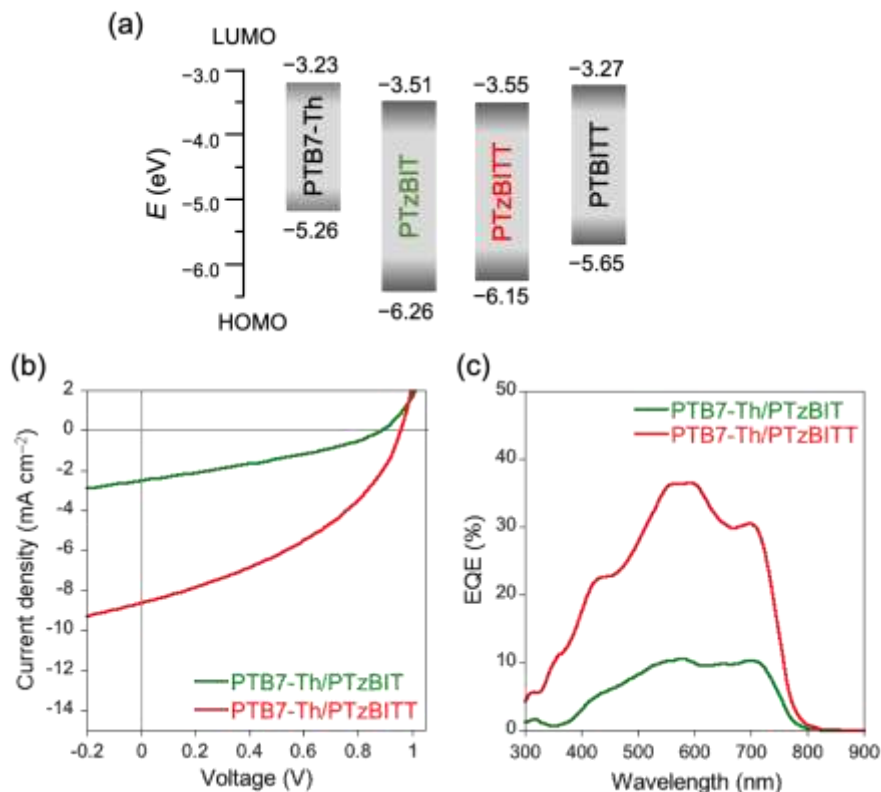 (a)
LUMO
E (eV)
−3.0
−4.0
−5.0
−6.0
HOMO
−3.23
PTB7-Th
−5.26
−3.51
PTzBIT
−6.26
−3.55
PTzBITT
−6.15
−3.27
PTBITT
−5.65
(b)
Current density (mA cm⁻²)
2
0
-2
-4
-6
-8
-10
-12
-14
PTB7-Th/PTzBIT
PTB7-Th/PTzBITT
-0.2 0 0.2 0.4 0.6 0.8 1
Voltage (V)
(c)
EQE (%)
50
40
30
20
10
0
PTB7-Th/PTzBIT
PTB7-Th/PTzBITT
300 400 500 600 700 800 900
Wavelength (nm)